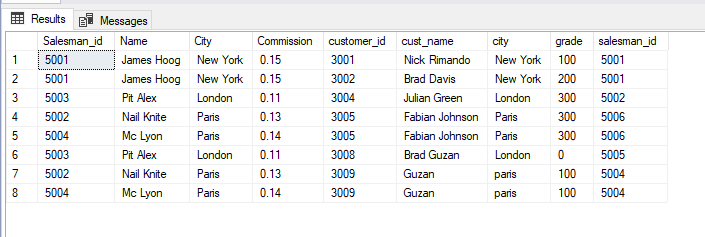 Results Messages
Salesman_id Name City Commission customer_id cust_name city grade salesman_id
1 5001 James Hoog New York 0.15 3001 Nick Rimando New York 100 5001
2 5001 James Hoog New York 0.15 3002 Brad Davis New York 200 5001
3 5003 Pit Alex London 0.11 3004 Julian Green London 300 5002
4 5002 Nail Knite Paris 0.13 3005 Fabian Johnson Paris 300 5006
5 5004 Mc Lyon Paris 0.14 3005 Fabian Johnson Paris 300 5006
6 5003 Pit Alex London 0.11 3008 Brad Guzan London 0 5005
7 5002 Nail Knite Paris 0.13 3009 Guzan paris 100 5004
8 5004 Mc Lyon Paris 0.14 3009 Guzan paris 100 5004